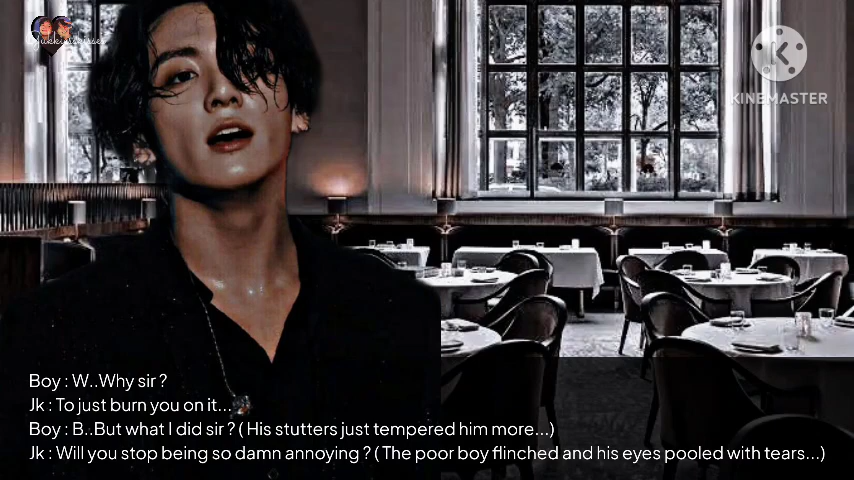 KINEMASTER
Boy : W..Why sir ?
Jk : To just burn you on it...
Boy : B..But what I did sir ? ( His stutters just tempered him more...)
Jk : Will you stop being so damn annoying ? ( The poor boy flinched and his eyes pooled with tears...)